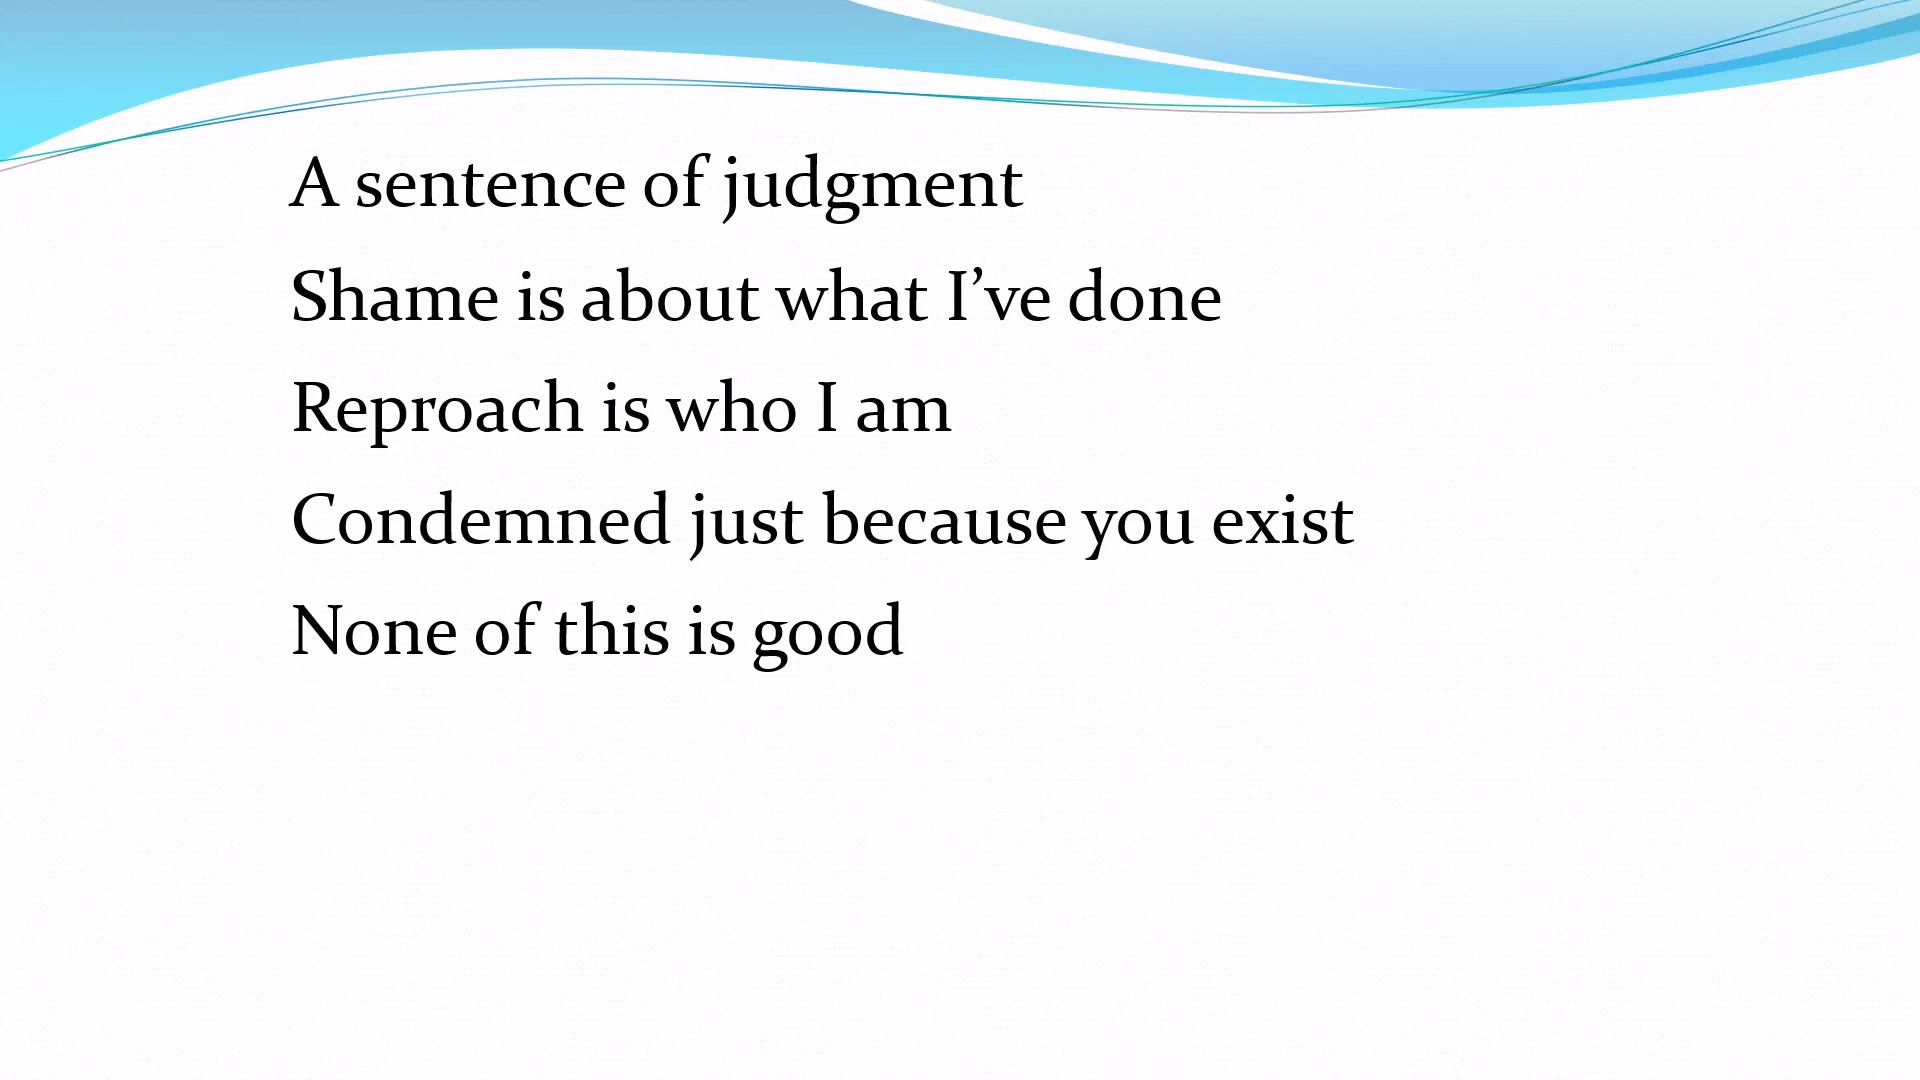 A sentence of judgment
Shame is about what I’ve done
Reproach is who I am
Condemned just because you exist
None of this is good